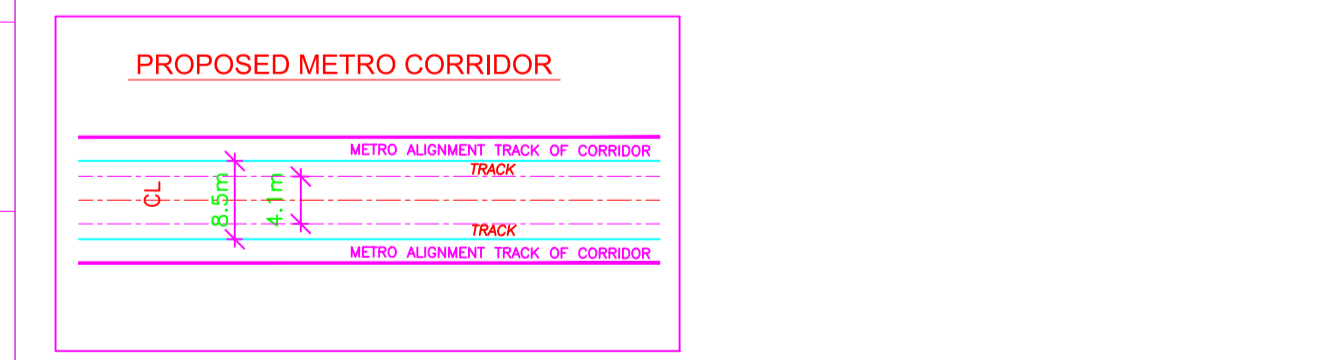 PROPOSED METRO CORRIDOR
METRO ALIGNMENT TRACK OF CORRIDOR
TRACK
CL
8.5m
4.1m
TRACK
METRO ALIGNMENT TRACK OF CORRIDOR